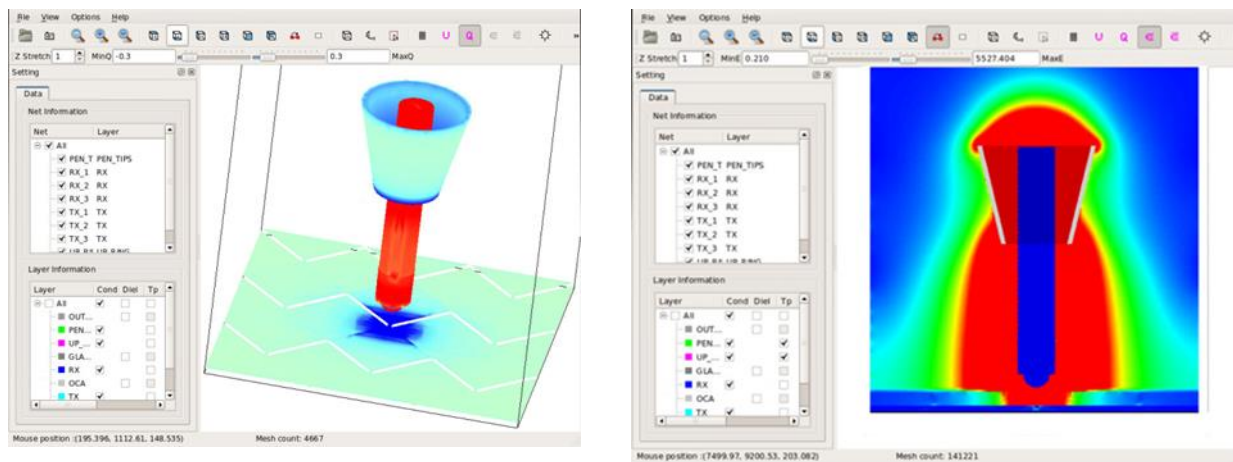 File View Options Help
Z Stretch 1 MinQ -0.3 0.3 MaxQ
Setting
Data
Net Information
Net Layer
All
PEN_T PEN_TIPS
RX_1 RX
RX_2 RX
RX_3 RX
TX_1 TX
TX_2 TX
TX_3 TX
Layer Information
Layer Cond Diel Tp
All
OUT...
PEN...
UP_...
GLA...
RX
OCA
TX
Mouse position :(195.396, 1112.61, 148.535) Mesh count: 4667
File View Options Help
Z Stretch 1 MinE 0.210 5527.404 MaxE
Setting
Data
Net Information
Net Layer
All
PEN_T PEN_TIPS
RX_1 RX
RX_2 RX
RX_3 RX
TX_1 TX
TX_2 TX
TX_3 TX
Layer Information
Layer Cond Diel Tp
All
OUT...
PEN...
UP_...
GLA...
RX
OCA
TX
Mouse position :(7499.97, 9200.53, 203.082) Mesh count: 141221